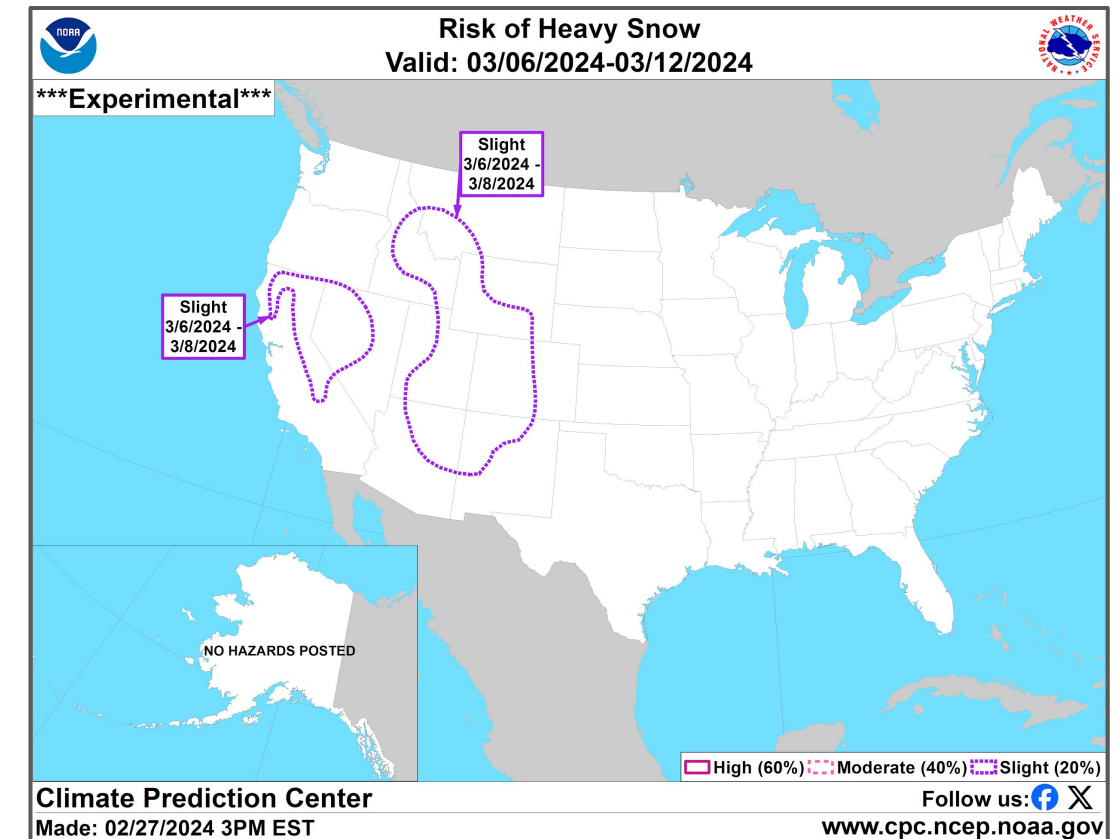 NOAA
Risk of Heavy Snow
Valid: 03/06/2024-03/12/2024
NATIONAL WEATHER SERVICE
***Experimental***
Slight
3/6/2024 -
3/8/2024
Slight
3/6/2024 -
3/8/2024
NO HAZARDS POSTED
High (60%) Moderate (40%) Slight (20%)
Climate Prediction Center
Follow us:
Made: 02/27/2024 3PM EST
www.cpc.ncep.noaa.gov